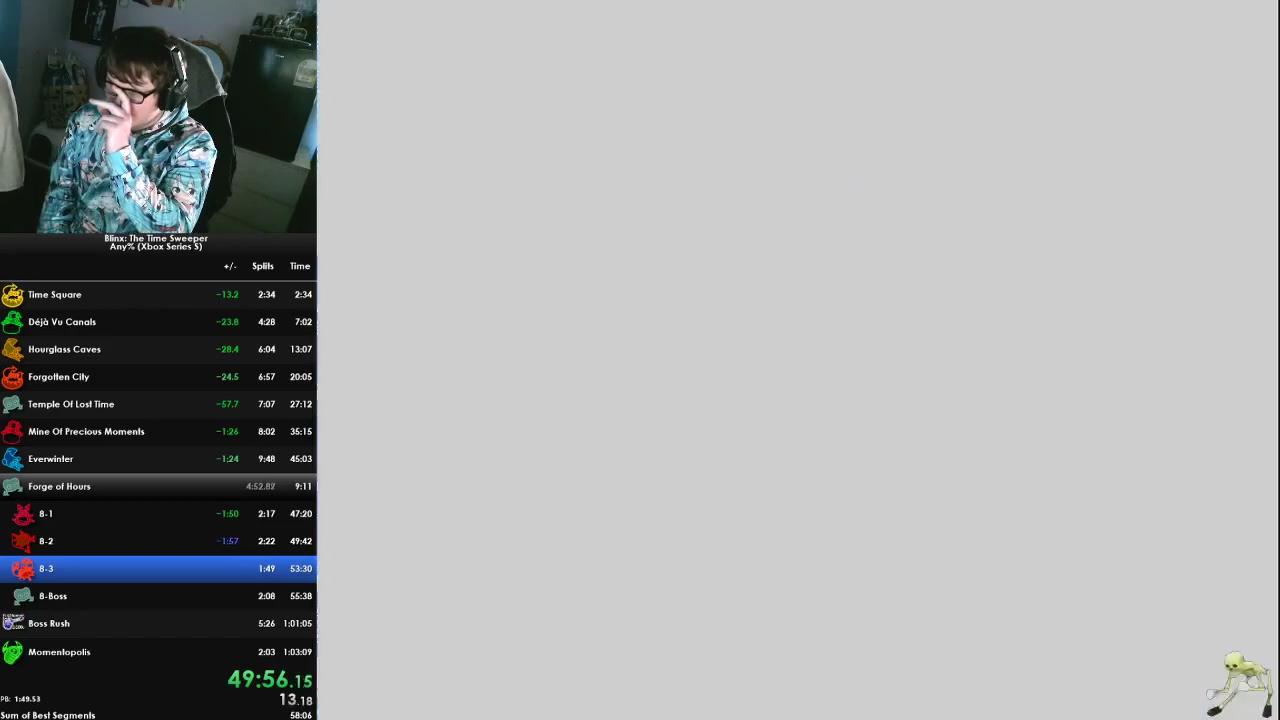 Blinx: The Time Sweeper
Any% (Xbox Series S)
+/- Splits Time
Time Square −13.2 2:34 2:34
Déjà Vu Canals −23.8 4:28 7:02
Hourglass Caves −28.4 6:04 13:07
Forgotten City −24.5 6:57 20:05
Temple Of Lost Time −57.7 7:07 27:12
Mine Of Precious Moments −1:26 8:02 35:15
Everwinter −1:24 9:48 45:03
Forge of Hours 4:52.82 9:11
8-1 −1:50 2:17 47:20
8-2 −1:57 2:22 49:42
8-3 1:49 53:30
8-Boss 2:08 55:38
Boss Rush 5:26 1:01:05
Momentopolis 2:03 1:03:09
49:56.15
PB: 1:49.53 13.18
Sum of Best Segments 58:06